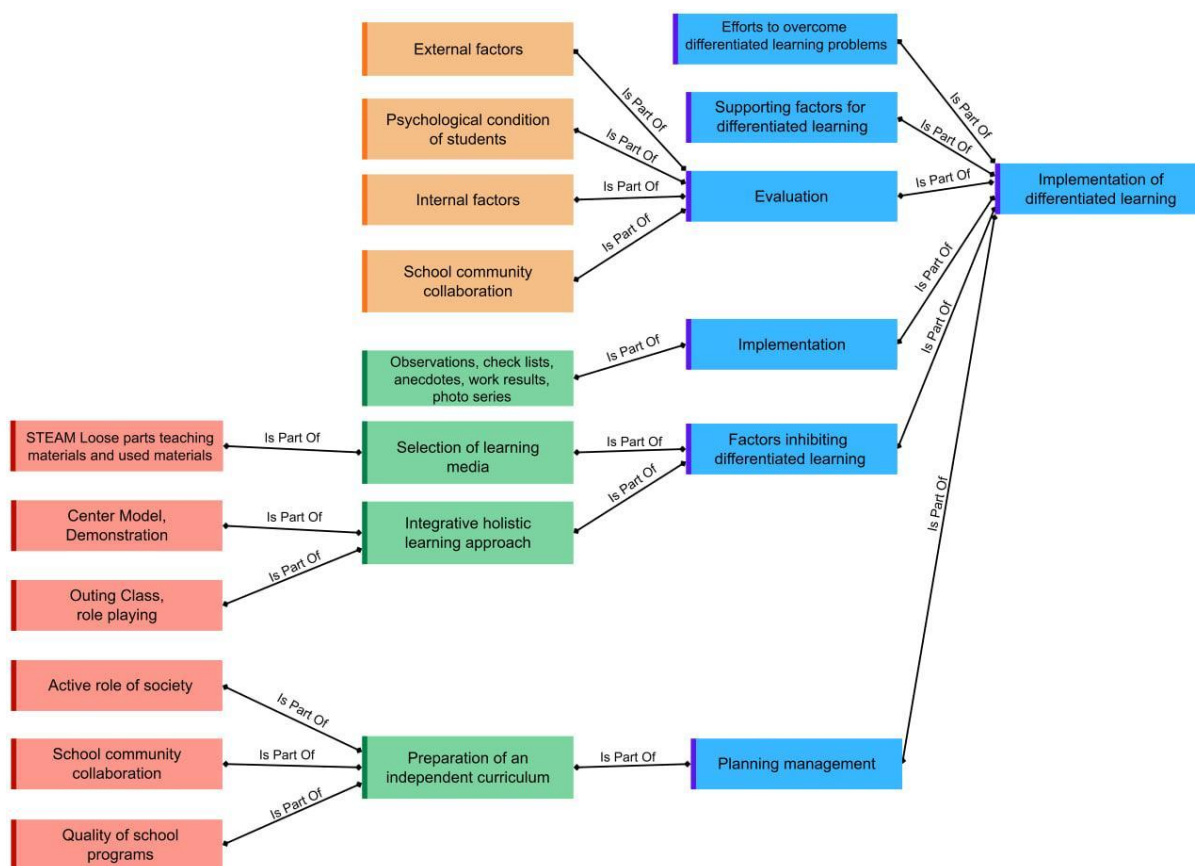 Efforts to overcome
differentiated learning problems
External factors
Is Part Of
Is Part Of
Supporting factors for
differentiated learning
Psychological condition
of students
Is Part Of
Is Part Of
Implementation of
differentiated learning
Internal factors
Is Part Of
Evaluation
Is Part Of
School community
collaboration
Is Part Of
Is Part Of
Observations, check lists,
anecdotes, work results,
photo series
Is Part Of
Implementation
Is Part Of
STEAM Loose parts teaching
materials and used materials
Is Part Of
Selection of learning
media
Is Part Of
Factors inhibiting
differentiated learning
Center Model,
Demonstration
Is Part Of
Integrative holistic
learning approach
Is Part Of
Is Part Of
Outing Class,
role playing
Is Part Of
Active role of society
Is Part Of
School community
collaboration
Is Part Of
Preparation of an
independent curriculum
Is Part Of
Planning management
Quality of school
programs
Is Part Of